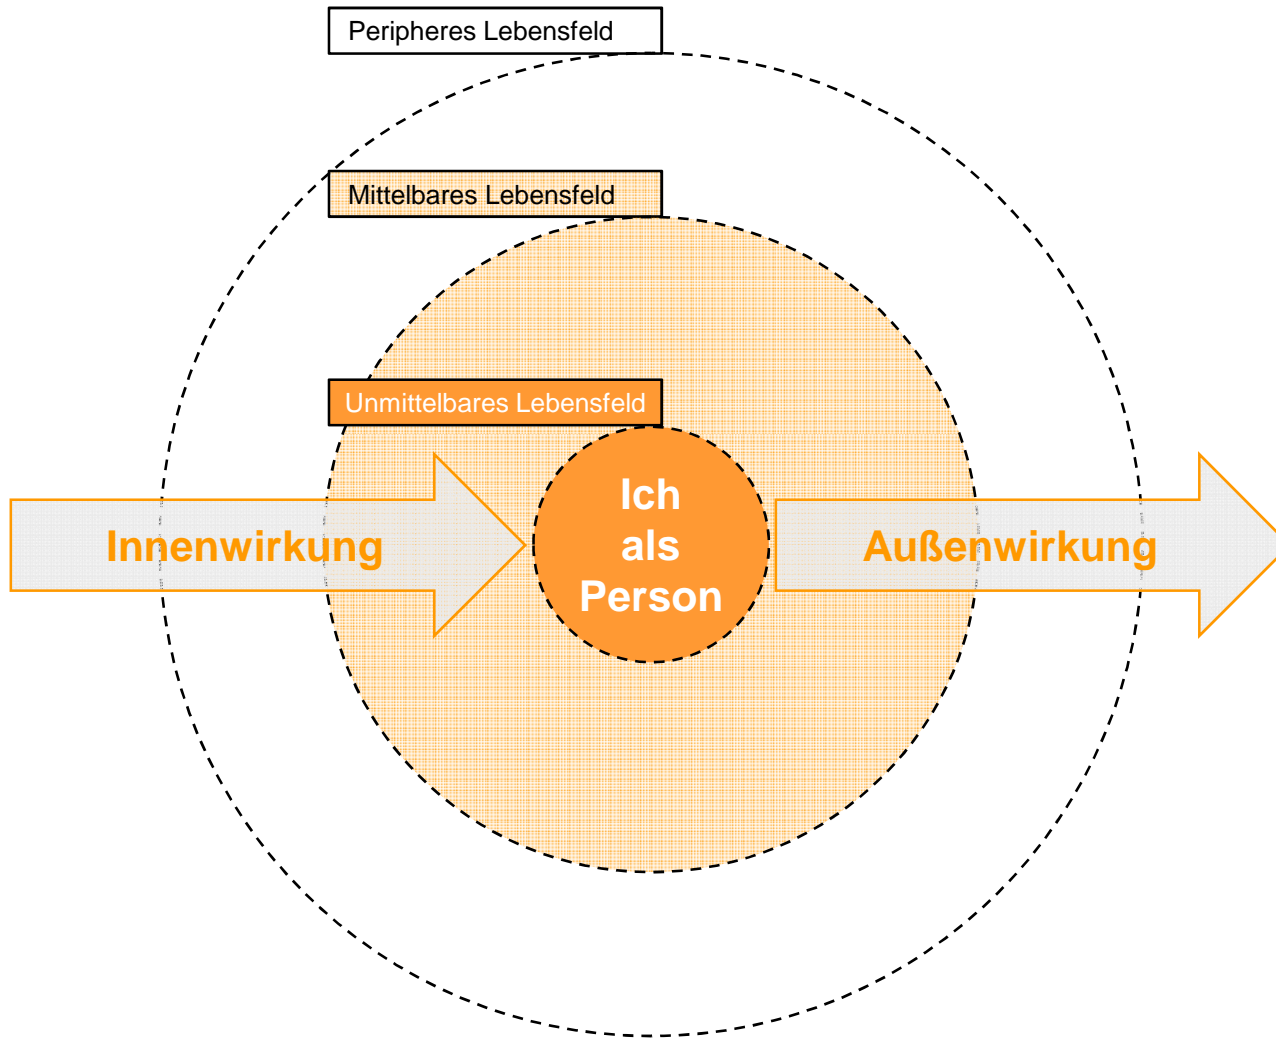 Peripheres Lebensfeld
Mittelbares Lebensfeld
Unmittelbares Lebensfeld
Ich
als
Person
Innenwirkung
Außenwirkung